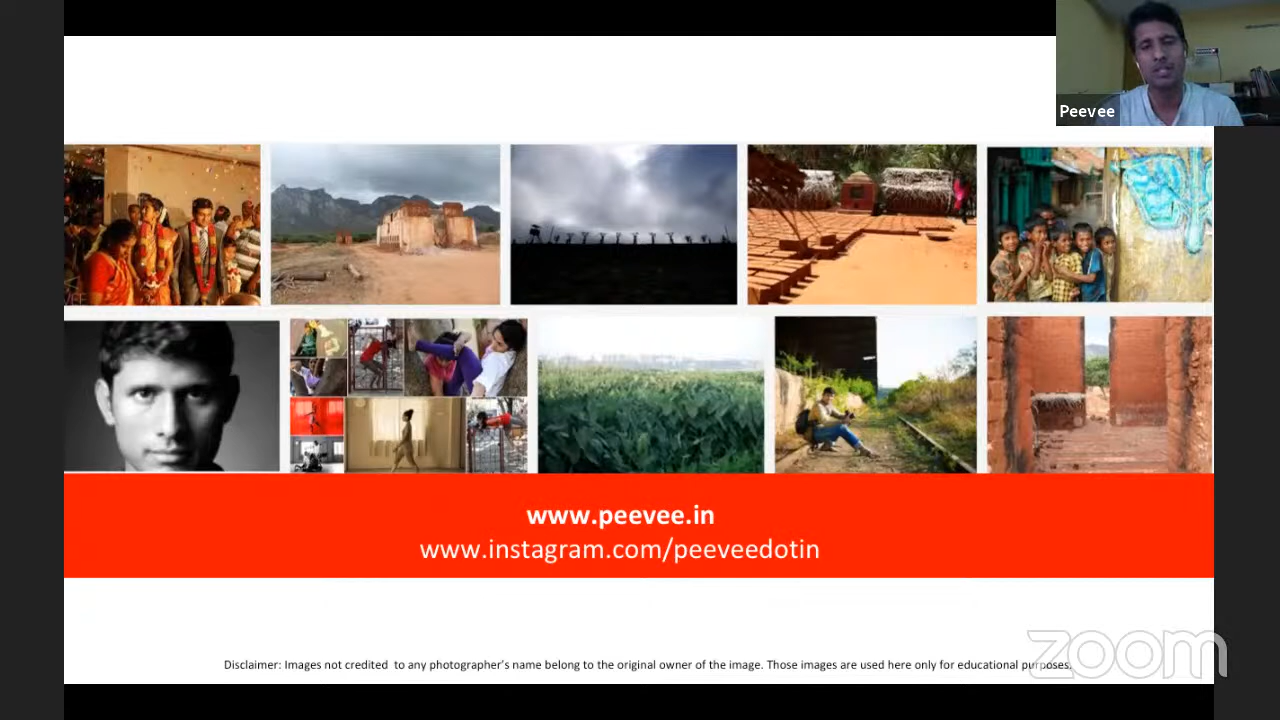 Peevee
www.peevee.in
www.instagram.com/peeveedotin
Disclaimer: Images not credited to any photographer's name belong to the original owner of the image. Those images are used here only for educational purposes.
zoom